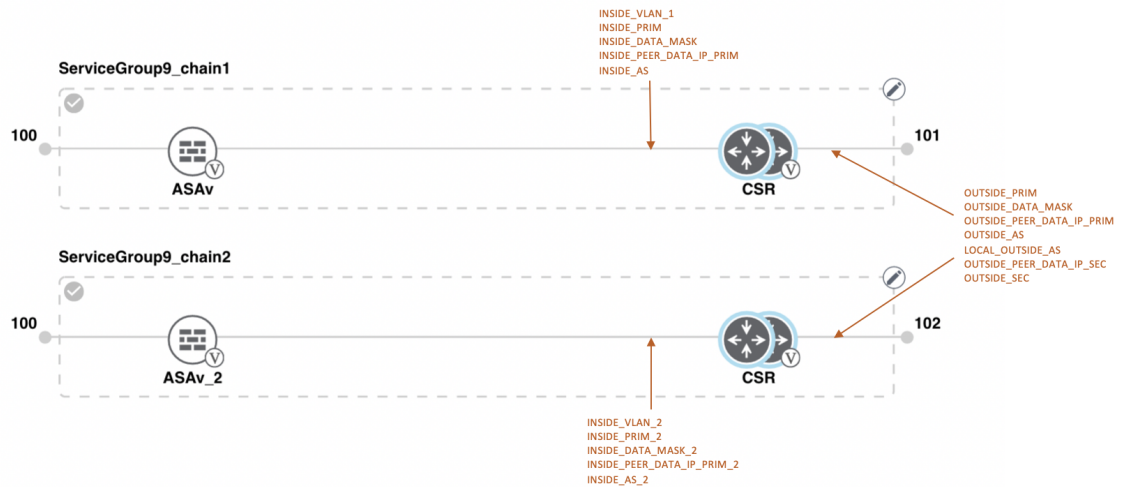 INSIDE_VLAN_1
INSIDE_PRIM
INSIDE_DATA_MASK
INSIDE_PEER_DATA_IP_PRIM
INSIDE_AS
ServiceGroup9_chain1
100
101
V
V
ASAv
CSR
OUTSIDE_PRIM
OUTSIDE_DATA_MASK
OUTSIDE_PEER_DATA_IP_PRIM
OUTSIDE_AS
LOCAL_OUTSIDE_AS
OUTSIDE_PEER_DATA_IP_SEC
OUTSIDE_SEC
ServiceGroup9_chain2
100
102
V
V
ASAv_2
CSR
INSIDE_VLAN_2
INSIDE_PRIM_2
INSIDE_DATA_MASK_2
INSIDE_PEER_DATA_IP_PRIM_2
INSIDE_AS_2